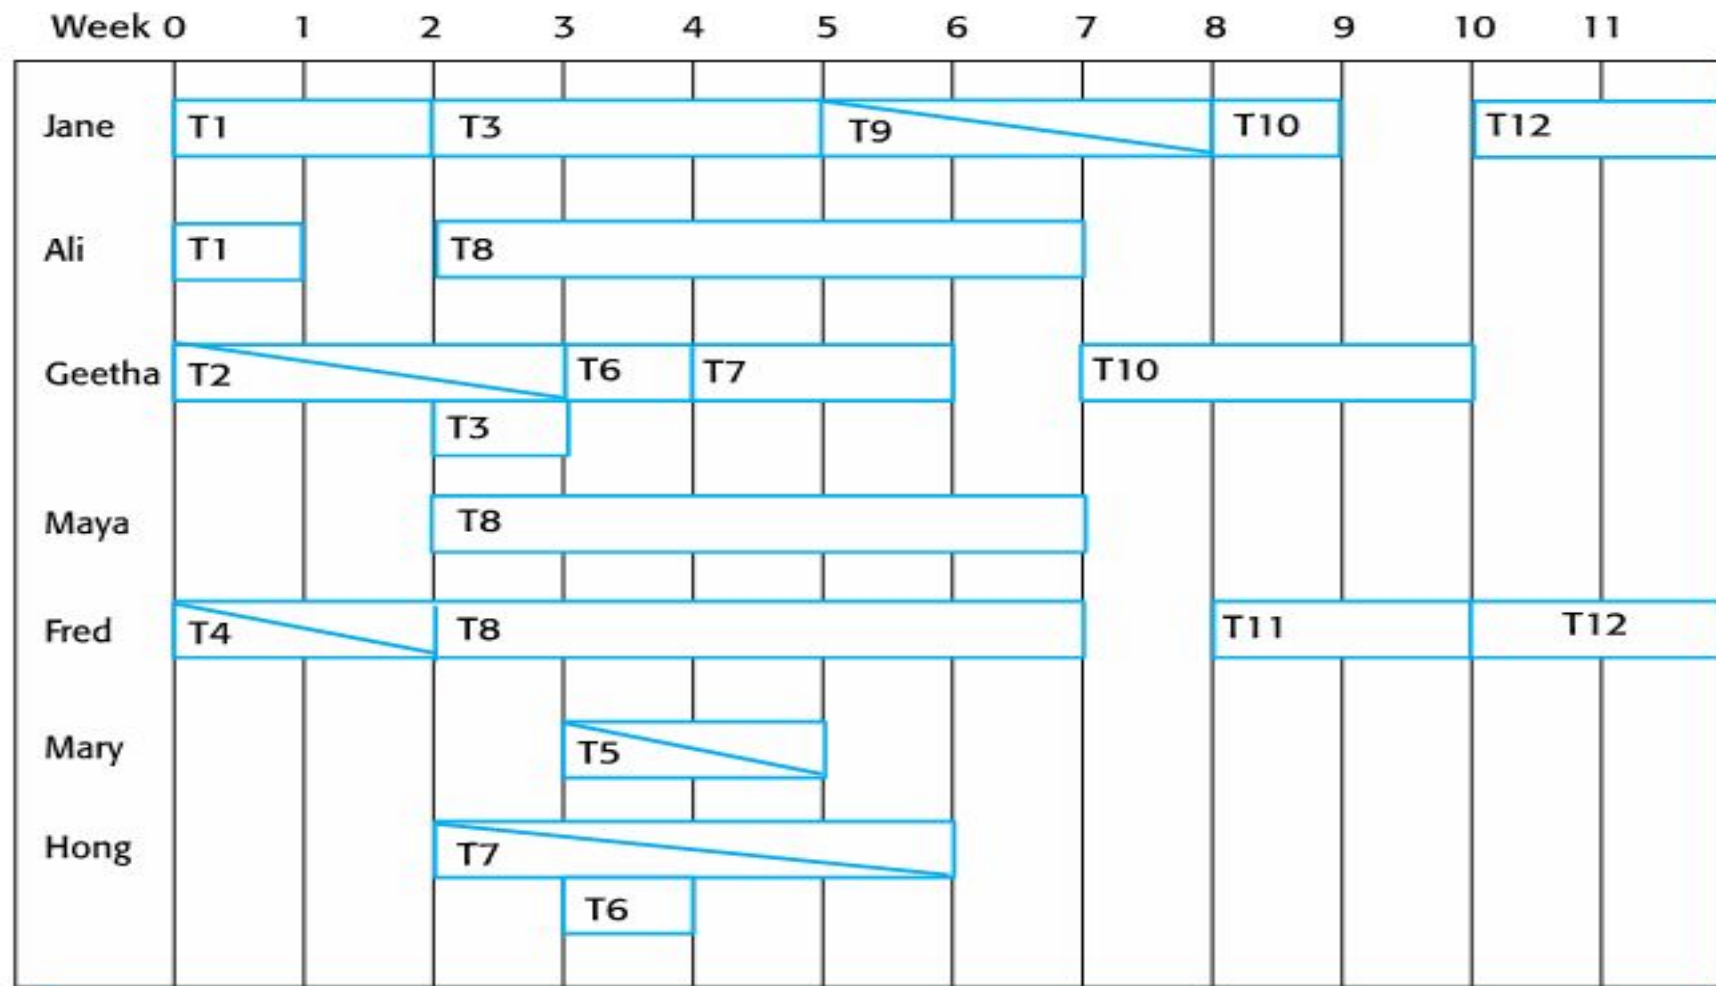 Week 0 1 2 3 4 5 6 7 8 9 10 11
Jane T1 T3 T9 T10 T12
Ali T1 T8
Geetha T2 T6 T7 T10
T3
Maya T8
Fred T4 T8 T11 T12
Mary T5
Hong T7
T6